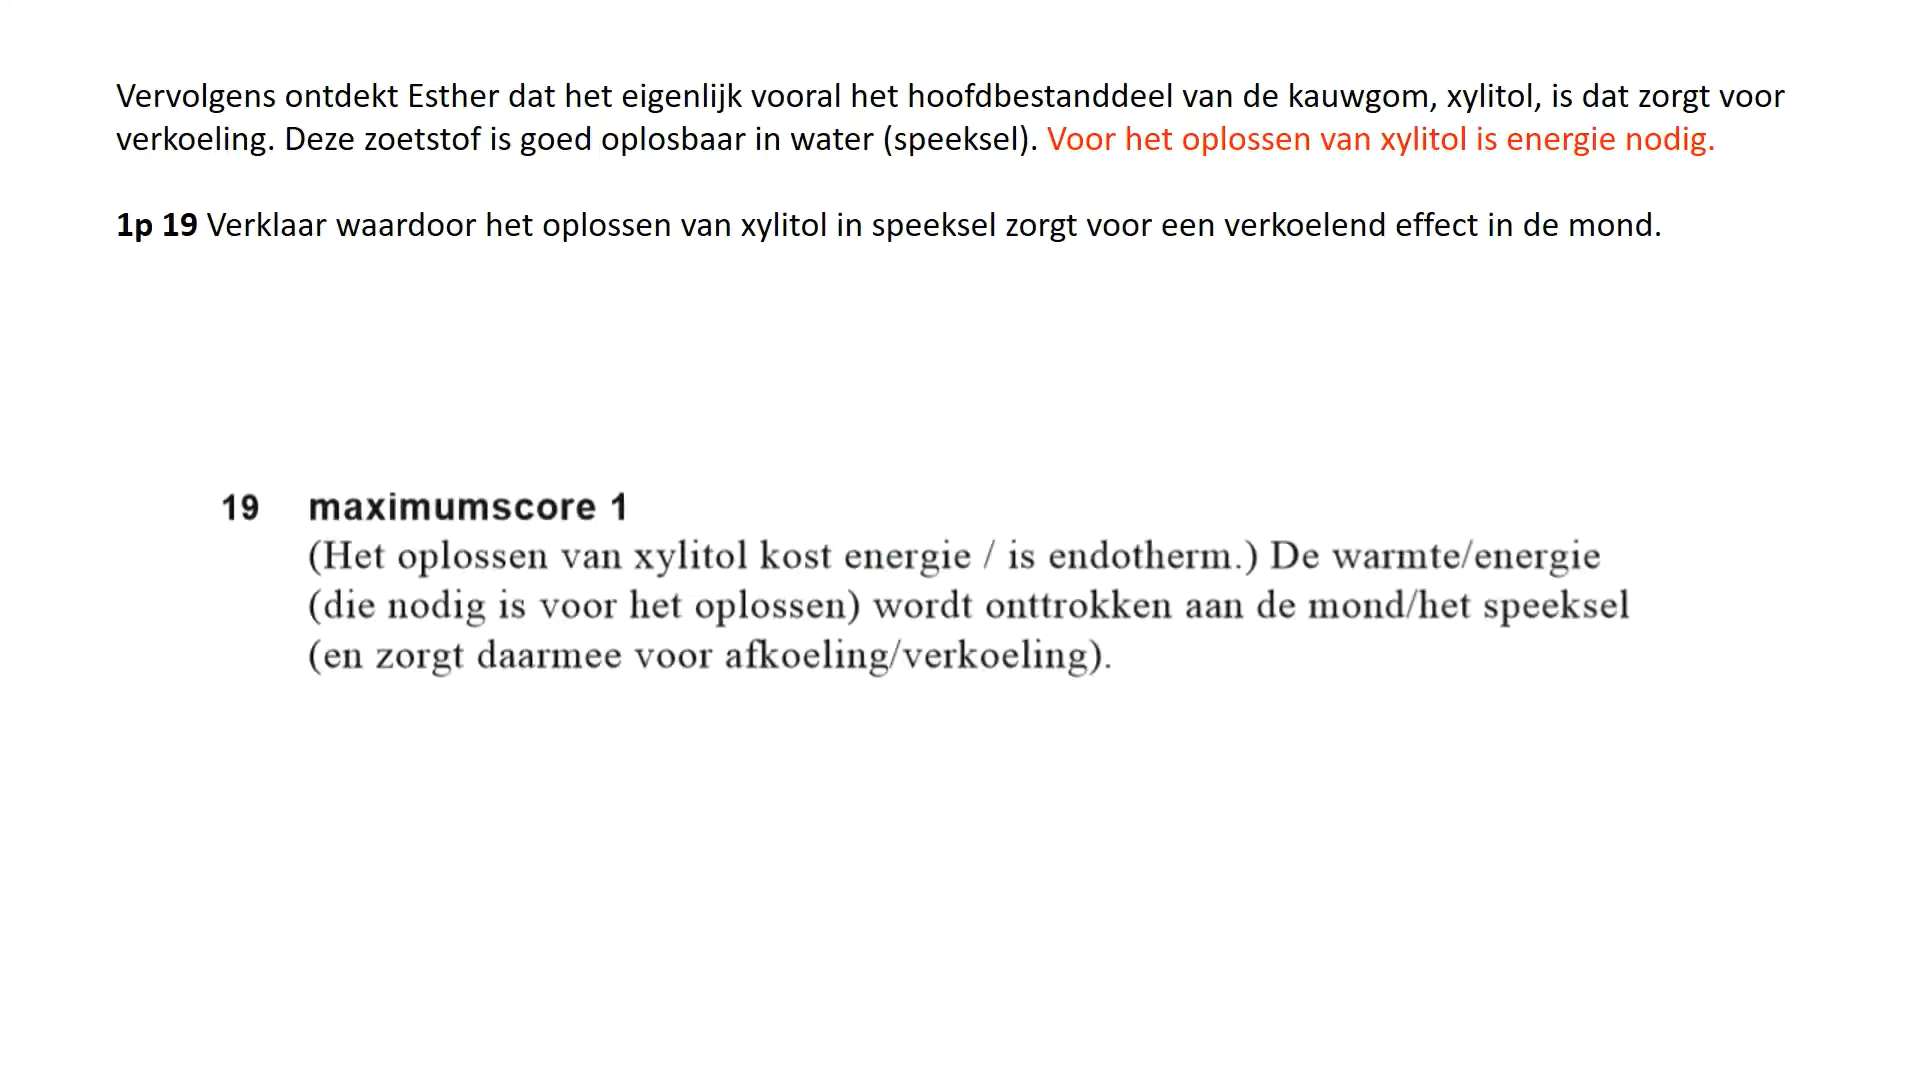 Vervolgens ontdekt Esther dat het eigenlijk vooral het hoofdbestanddeel van de kauwgom, xylitol, is dat zorgt voor
verkoeling. Deze zoetstof is goed oplosbaar in water (speeksel). Voor het oplossen van xylitol is energie nodig.
1p 19 Verklaar waardoor het oplossen van xylitol in speeksel zorgt voor een verkoelend effect in de mond.
19 maximumscore 1
(Het oplossen van xylitol kost energie / is endotherm.) De warmte/energie
(die nodig is voor het oplossen) wordt onttrokken aan de mond/het speeksel
(en zorgt daarmee voor afkoeling/verkoeling).